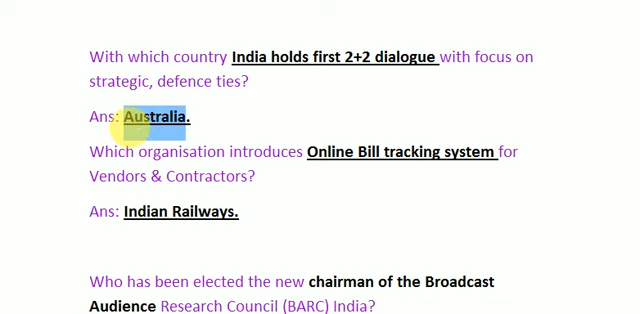 With which country India holds first 2+2 dialogue with focus on
strategic, defence ties?
Ans: Australia.
Which organisation introduces Online Bill tracking system for
Vendors & Contractors?
Ans: Indian Railways.
Who has been elected the new chairman of the Broadcast
Audience Research Council (BARC) India?